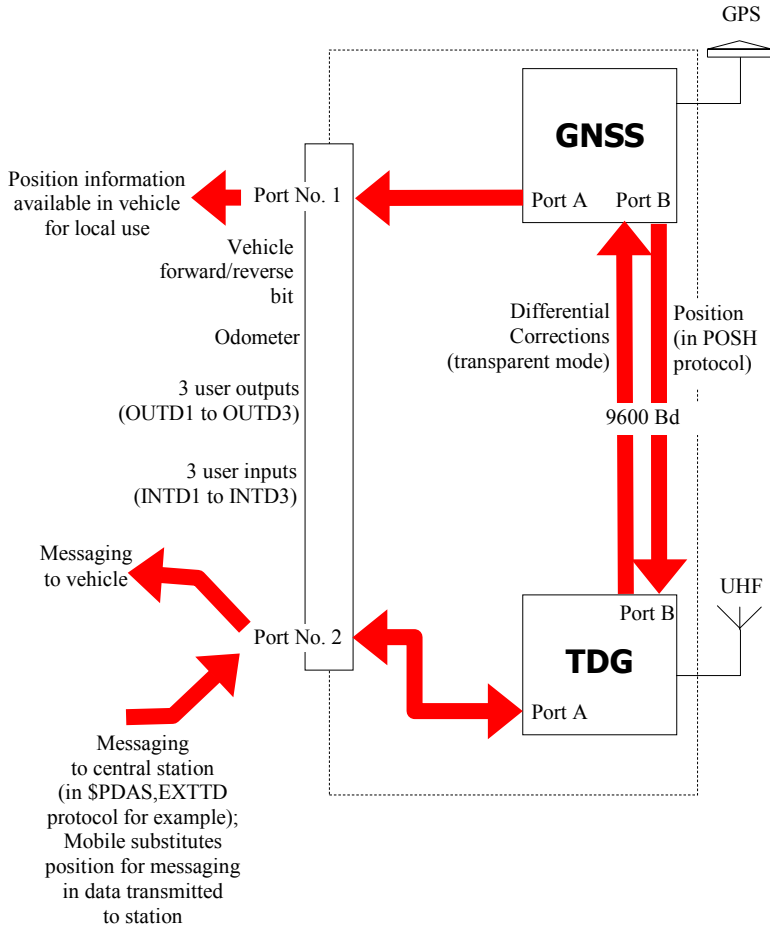 GPS
GNSS
Port A
Port B
Position information
available in vehicle
for local use
Port No. 1
Vehicle
forward/reverse
bit
Odometer
3 user outputs
(OUTD1 to OUTD3)
3 user inputs
(INTD1 to INTD3)
Differential
Corrections
(transparent mode)
Position
(in POSH
protocol)
9600 Bd
Messaging
to vehicle
Port No. 2
UHF
Port B
TDG
Port A
Messaging
to central station
(in $PDAS,EXTTD
protocol for example);
Mobile substitutes
position for messaging
in data transmitted
to station